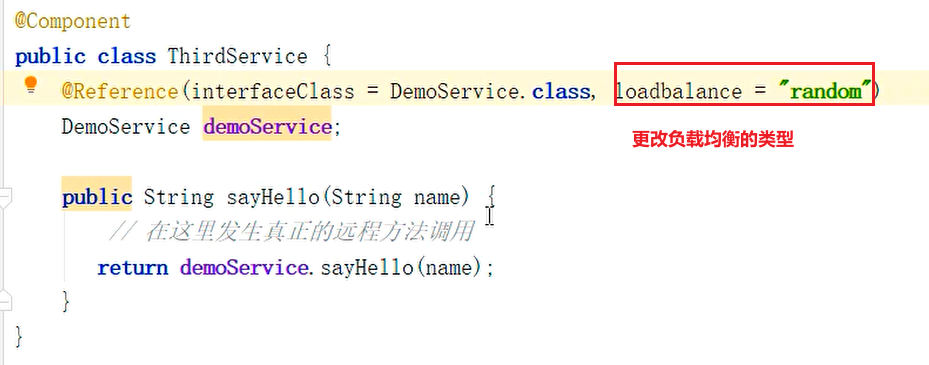 @Component
public class ThirdService {
@Reference(interfaceClass = DemoService.class, loadbalance = "random")
DemoService demoService;
更改负载均衡的类型
public String sayHello(String name) {
// 在这里发生真正的远程方法调用
return demoService.sayHello(name);
}
}